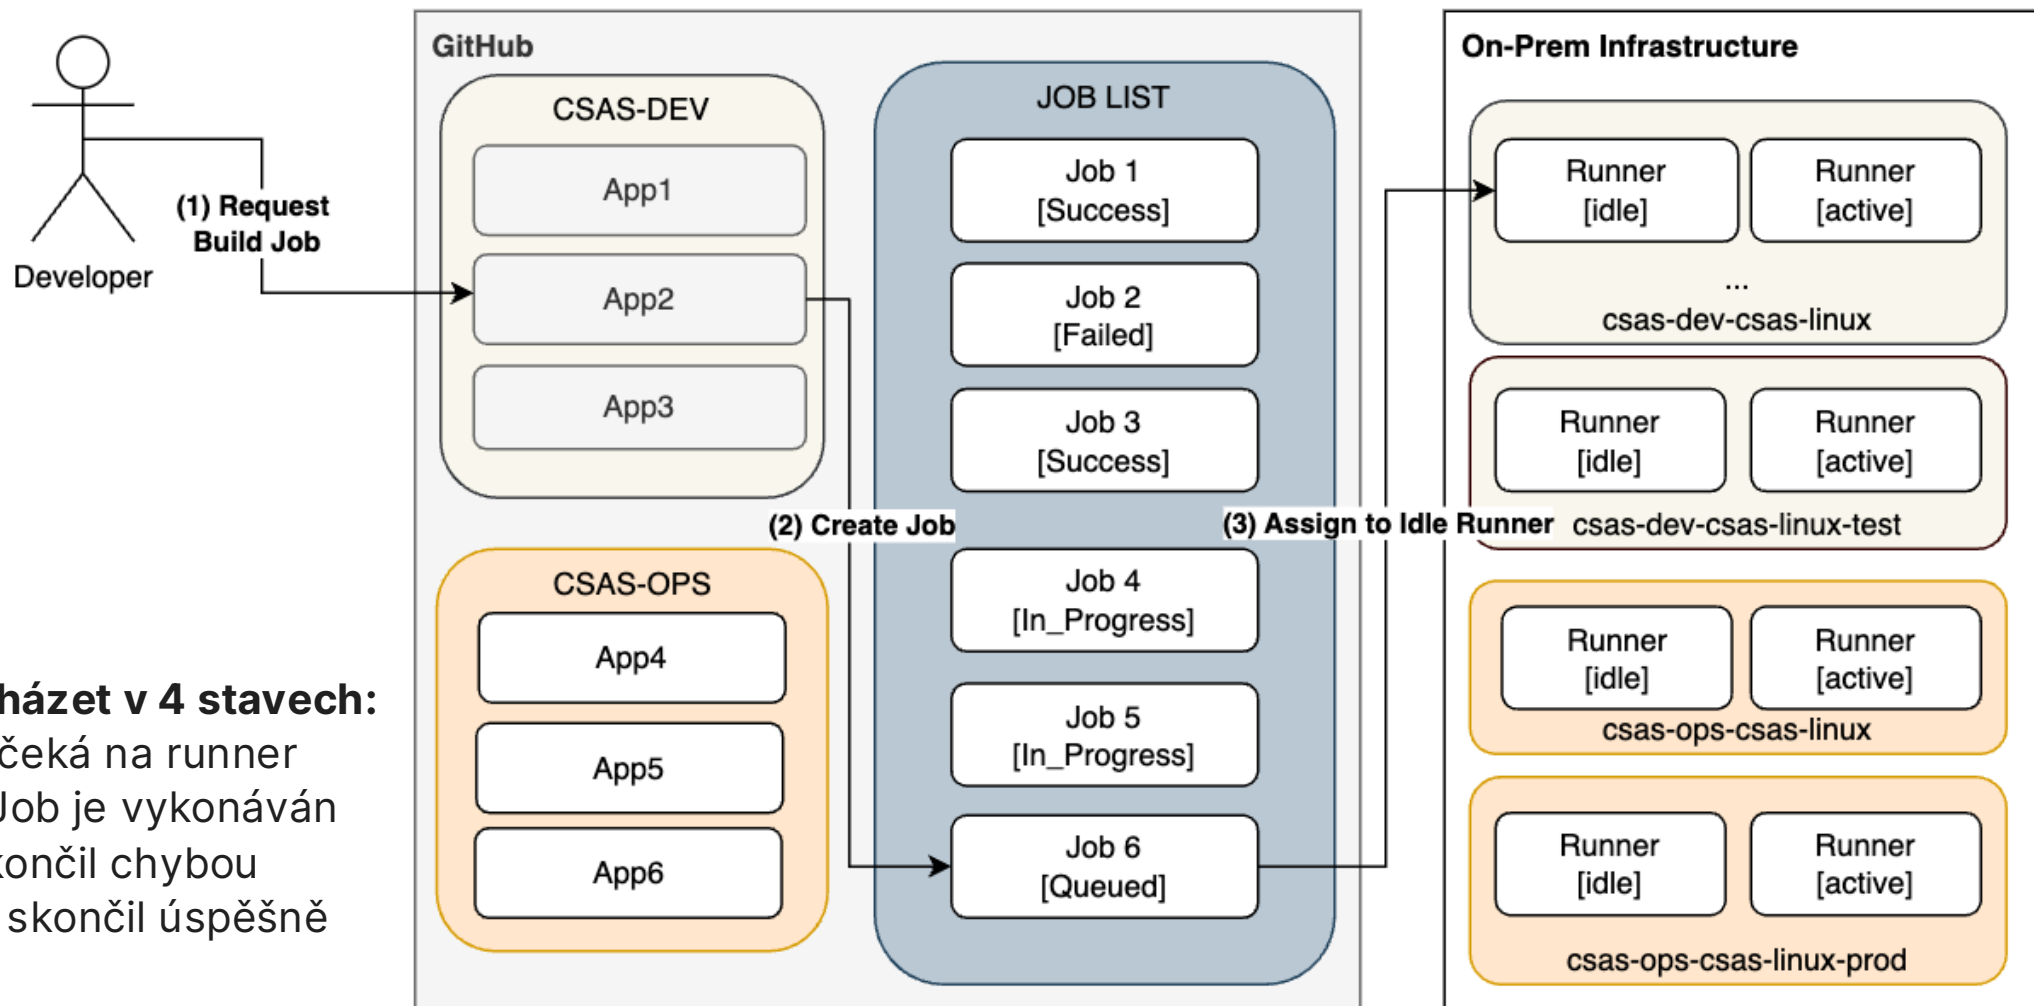 Developer
(1) Request
Build Job
GitHub
CSAS-DEV
App1
App2
App3
CSAS-OPS
App4
App5
App6
(2) Create Job
JOB LIST
Job 1
[Success]
Job 2
[Failed]
Job 3
[Success]
Job 4
[In_Progress]
Job 5
[In_Progress]
Job 6
[Queued]
(3) Assign to Idle Runner
On-Prem Infrastructure
Runner
[idle]
Runner
[active]
...
csas-dev-csas-linux
Runner
[idle]
Runner
[active]
csas-dev-csas-linux-test
Runner
[idle]
Runner
[active]
csas-ops-csas-linux
Runner
[idle]
Runner
[active]
csas-ops-csas-linux-prod
v 4 stavech:
čeká na runner
Job je vykonáván
chybou
skončil úspěšně